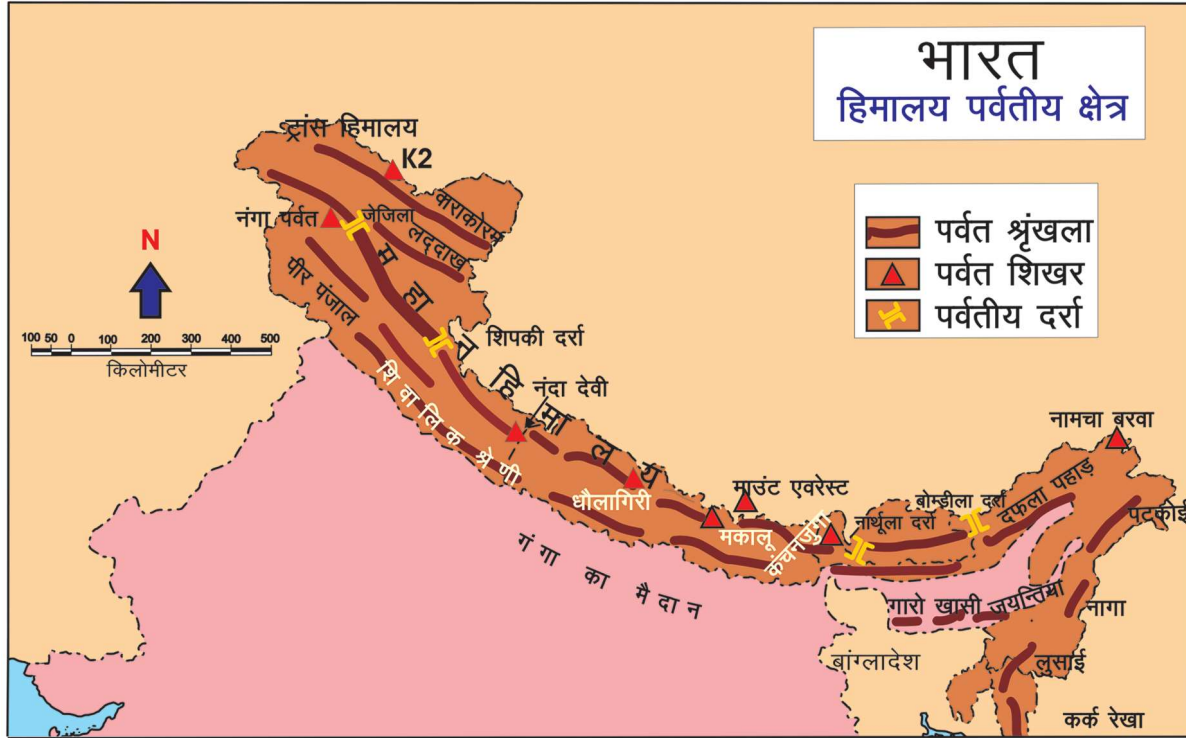 भारत
हिमालय पर्वतीय क्षेत्र
ट्रांस हिमालय
K2
काराकोरम
नंगा पर्वत
जेजिला
लद्दाख
पर्वत श्रृंखला
पर्वत शिखर
पर्वतीय दर्रा
N
पीर पंजाल
महान हिमालय
शिपकी दर्रा
100 50 0 100 200 300 400 500
किलोमीटर
नंदा देवी
शिवालिक श्रेणी
नामचा बरवा
धौलागिरी
माउंट एवरेस्ट
मकालू
कंचनजुंगा
नार्थूला दर्रा
बोम्डीला दर्रा
दफला पहाड़
पटकोई
गंगा का मैदान
गारो खासी जयन्तिया
नागा
बांग्लादेश
लुसाई
कर्क रेखा